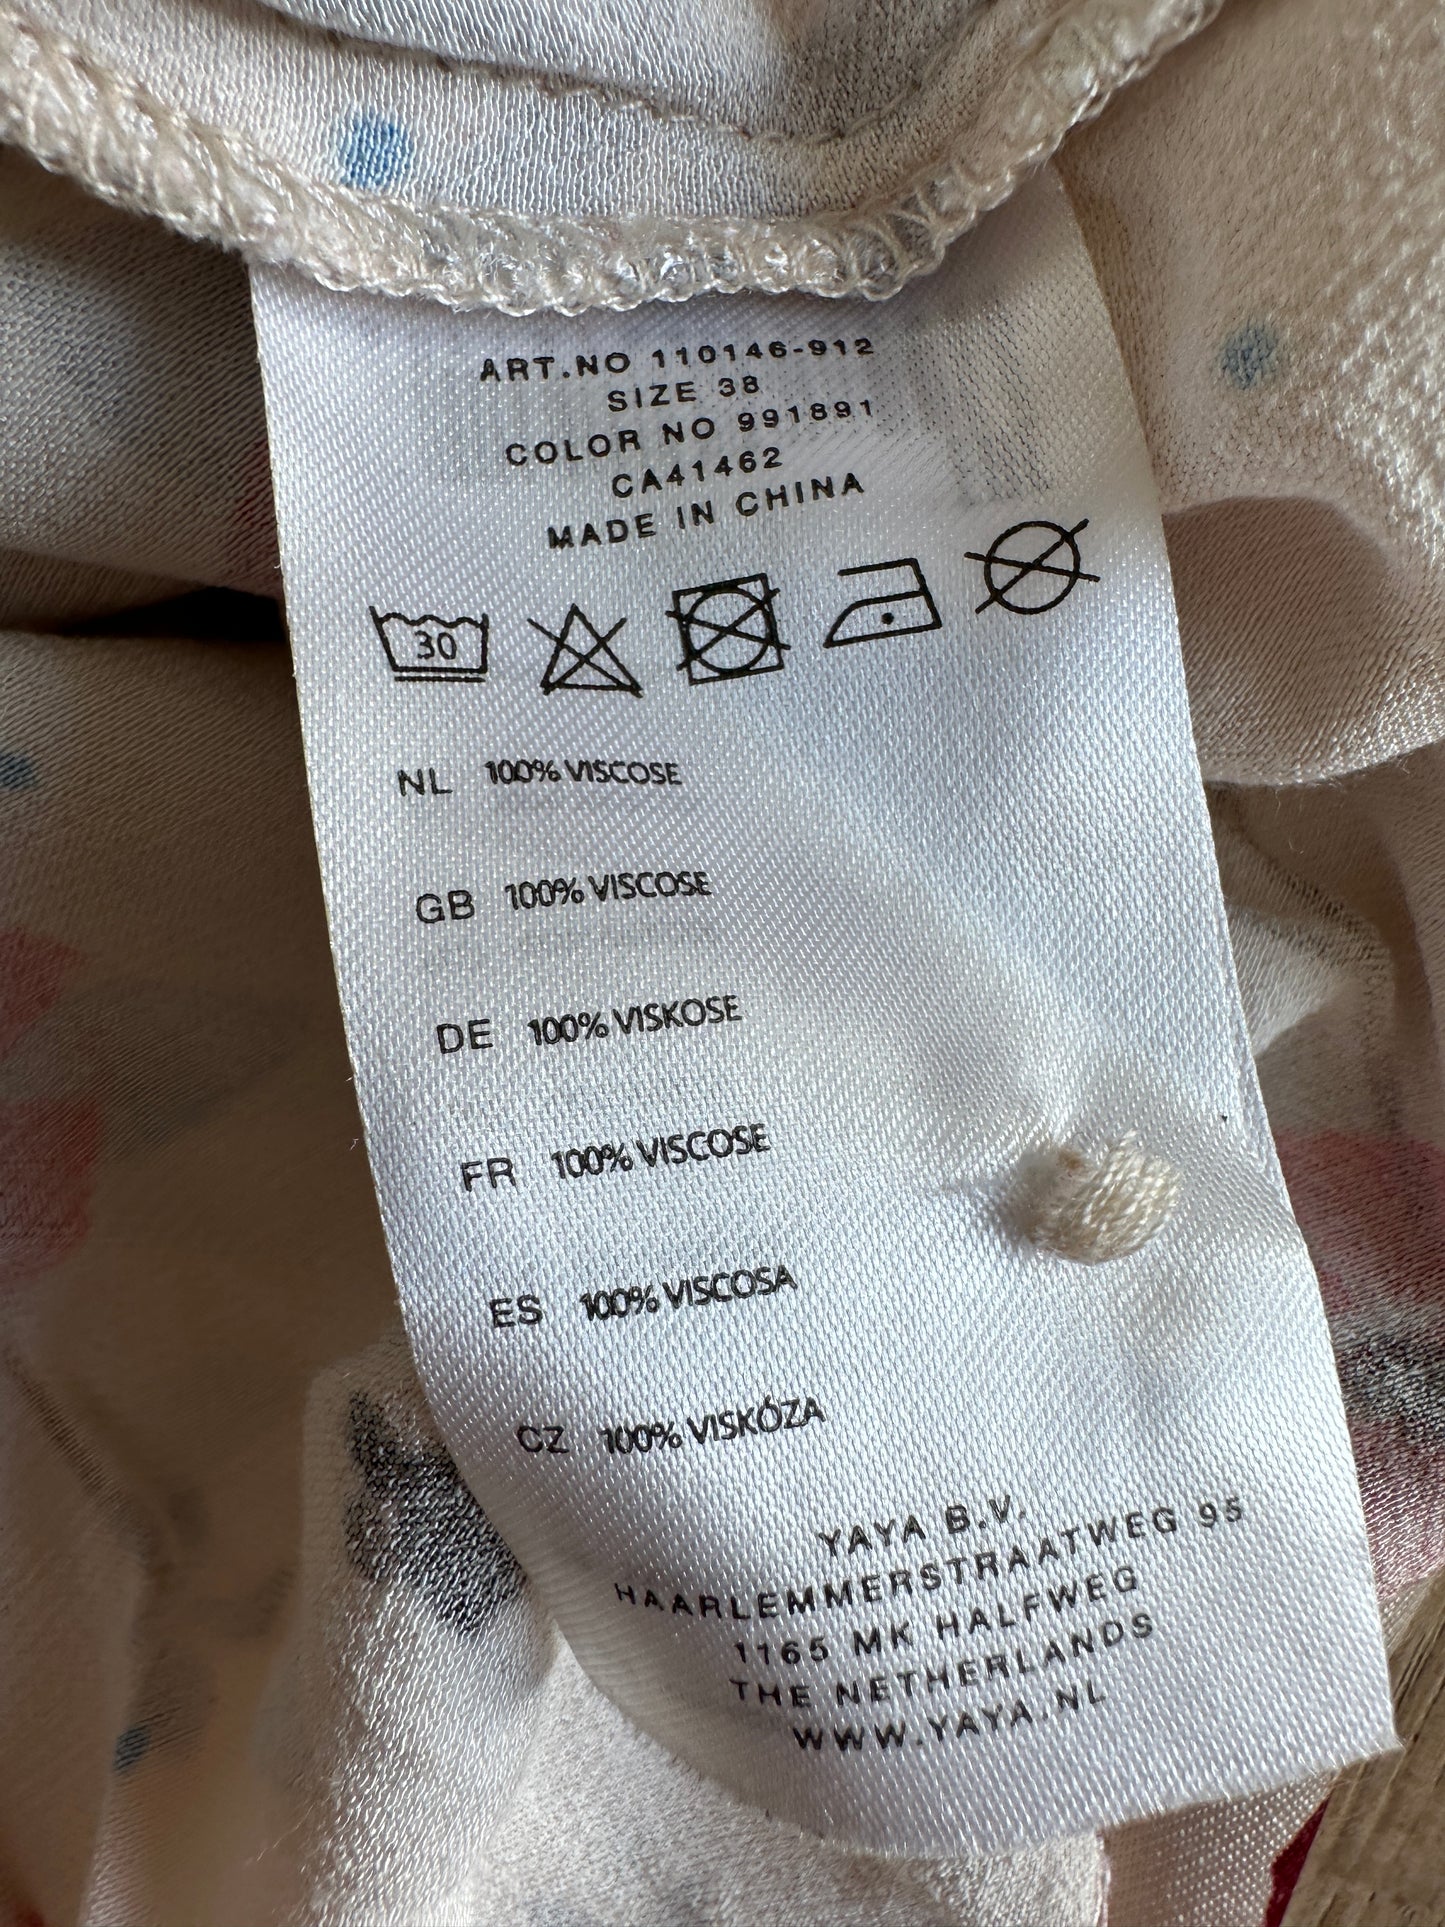 ART.NO 110146-912
SIZE 38
COLOR NO 991891
CA41462
MADE IN CHINA
30
NL 100% VISCOSE
GB 100% VISCOSE
DE 100% VISKOSE
FR 100% VISCOSE
ES 100% VISCOSA
CZ 100% VISKÓZA
YAYA B.V.
HAARLEMMERSTRAATWEG 95
1165 MK HALFWEG
THE NETHERLANDS
WWW.YAYA.NL